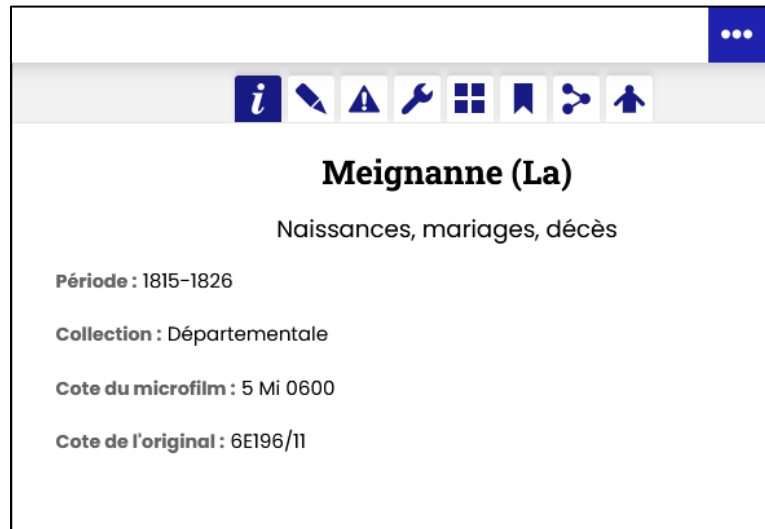 Meignanne (La)
Naissances, mariages, décès
Période : 1815-1826
Collection : Départementale
Cote du microfilm : 5 Mi 0600
Cote de l'original : 6E196/11